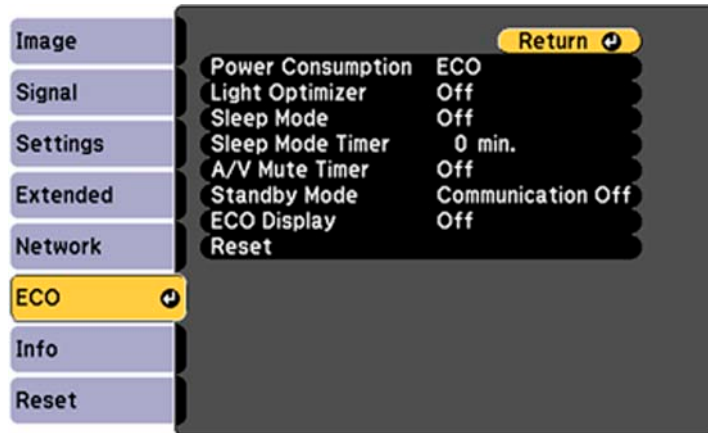 Image
Signal
Settings
Extended
Network
ECO
Info
Reset
Return
Power Consumption ECO
Light Optimizer Off
Sleep Mode Off
Sleep Mode Timer 0 min.
A/V Mute Timer Off
Standby Mode Communication Off
ECO Display Off
Reset